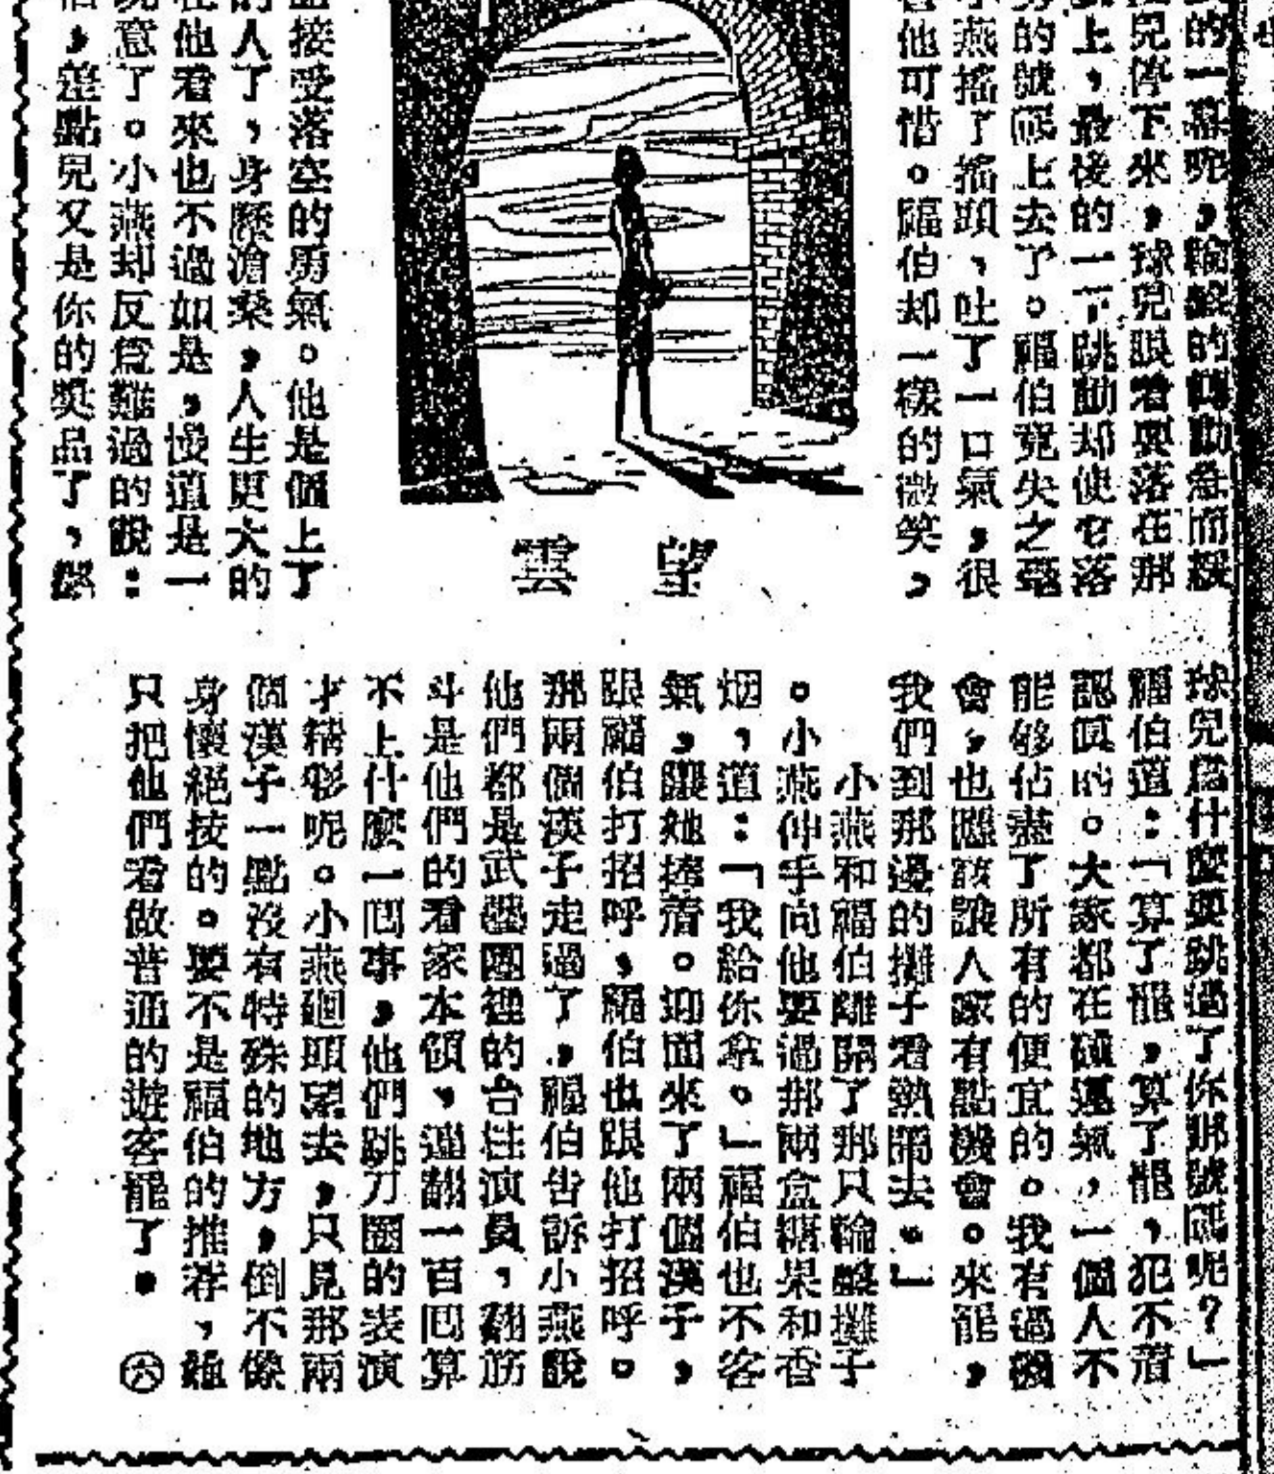 的一幕呢，輪盤的轉動急而緩
兒停下來，球兒眼看要落在那
上，最後的一下跳動却使它落
的號碼上去了。福伯竟失之毫
燕搖了搖頭，吐了一口氣，很
他可惜。福伯却一樣的微笑，
望雲
接受落空的勇氣。他是個上了
的人了，身歷滄桑，人生更大的
他看來也不過如是，慢道是一
意了。小燕却反爲難過的說：
，差點兒又是你的獎品了，
球兒爲什麼要跳過了你那號碼呢？」
福伯道：「算了罷，算了罷，犯不着
認眞的。大家都在碰運氣，一個人不
能够佔盡了所有的便宜的。我有過機
會，也應該讓人家有點機會。來罷，
我們到那邊的攤子看熱鬧去。」
小燕和福伯離開了那只輪盤攤子
。小燕伸手向他要過那兩盒糖果和香
烟，道：「我給你拿。」福伯也不客
氣，讓她捧着。迎面來了兩個漢子，
跟福伯打招呼，福伯也跟他打招呼。
那兩個漢子走過了，福伯告訴小燕說
他們都是武藝團裡的台柱演員，翻筋
斗是他們的看家本領，連翻一百囘算
不上什麼一囘事，他們跳刀圈的表演
才精彩呢。小燕廻頭望去，只見那兩
個漢子一點沒有特殊的地方，倒不像
身懷絕技的。要不是福伯的推荐，
只把他們看做普通的遊客罷了。 ㊅